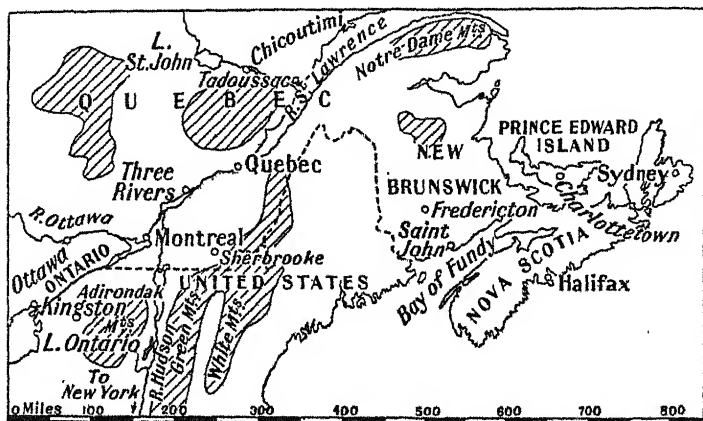 L.
St. John
Chicoutimi
Tadoussac
R. St. Lawrence
Notre-Dame Mts
QUEBEC
Quebec
Three
Rivers
NEW
BRUNSWICK
PRINCE EDWARD
ISLAND
Sydney
Charlottetown
Fredericton
Saint
John
R. Ottawa
Montreal
Sherbrooke
Ottawa
ONTARIO
UNITED STATES
Bay of Fundy
NOVA SCOTIA
Halifax
Kingston
Adirondak
Mts
L. Ontario
R. Hudson
Green Mts.
White Mts.
To
New York
0 Miles 100 200 300 400 500 600 700 800